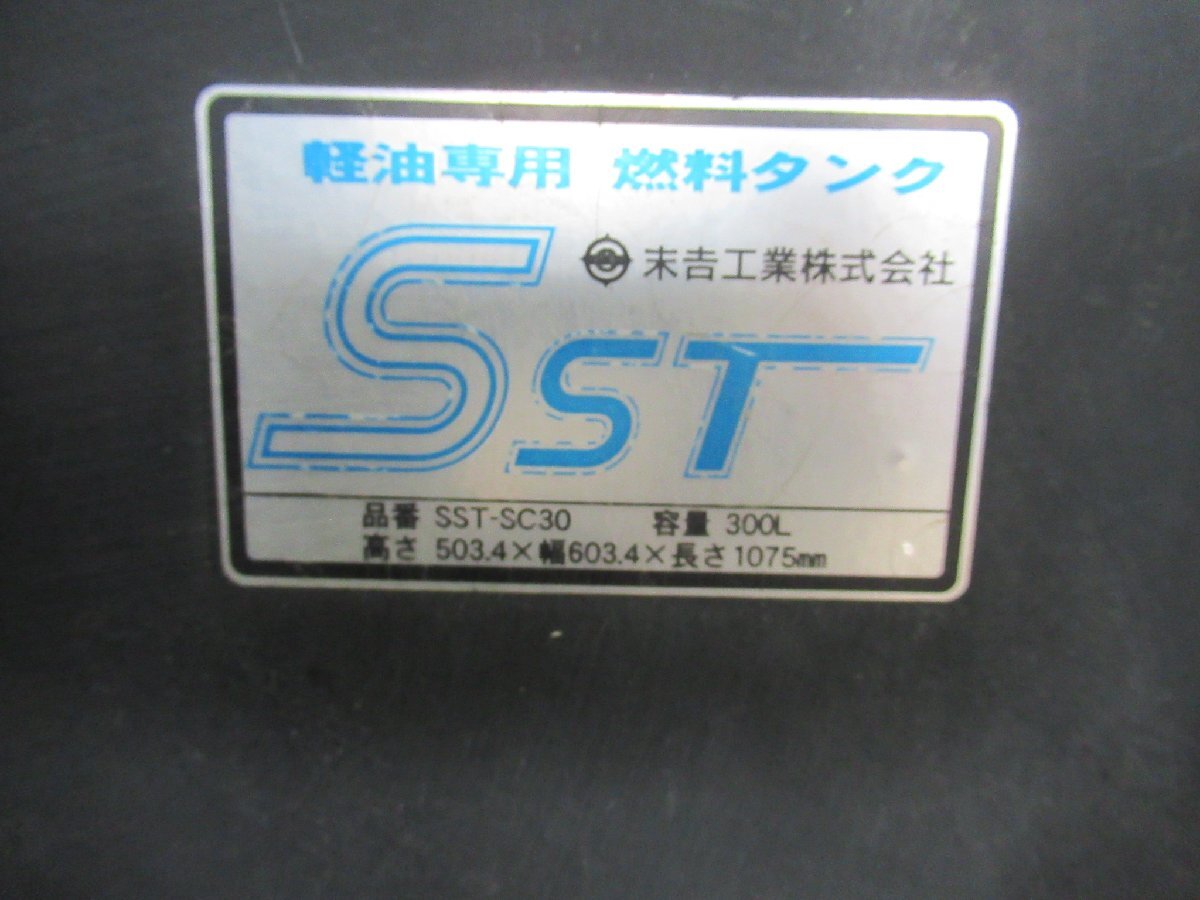 軽油専用 燃料タンク
末吉工業株式会社
SST
品番 SST-SC30 容量 300L
高さ 503.4×幅603.4×長さ1075mm